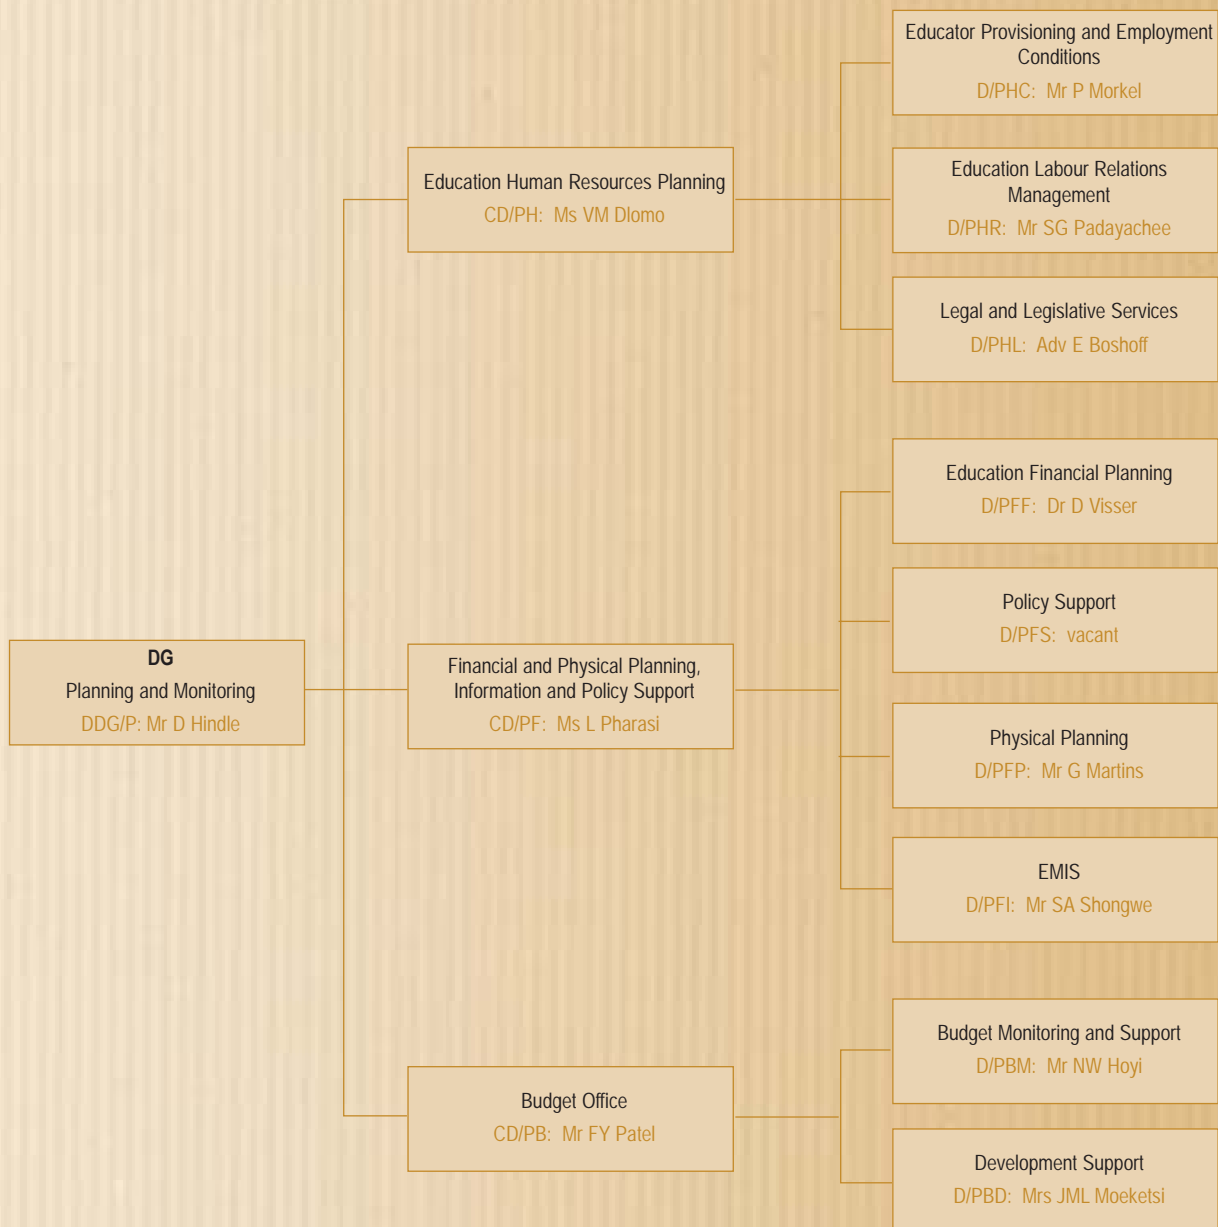 Educator Provisioning and Employment
Conditions
D/PHC: Mr P Morkel
Education Human Resources Planning
CD/PH: Ms VM Dlomo
Education Labour Relations
Management
D/PHR: Mr SG Padayachee
Legal and Legislative Services
D/PHL: Adv E Boshoff
Education Financial Planning
D/PFF: Dr D Visser
Policy Support
D/PFS: vacant
DG
Planning and Monitoring
DDG/P: Mr D Hindle
Financial and Physical Planning,
Information and Policy Support
CD/PF: Ms L Pharasi
Physical Planning
D/PFP: Mr G Martins
EMIS
D/PFI: Mr SA Shongwe
Budget Monitoring and Support
D/PBM: Mr NW Hoyi
Budget Office
CD/PB: Mr FY Patel
Development Support
D/PBD: Mrs JML Moeketsi